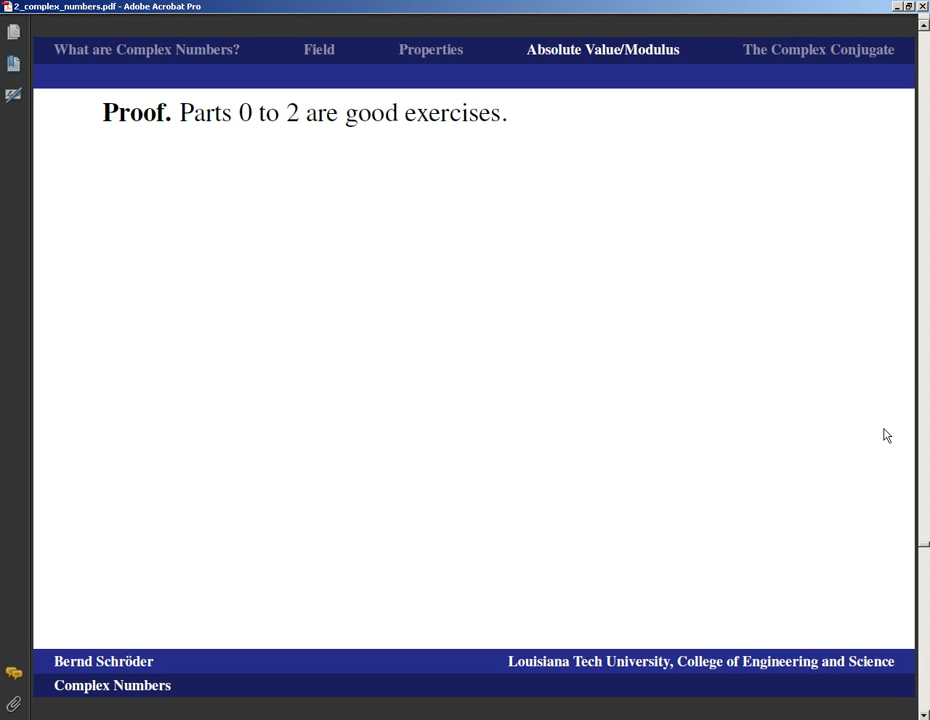 2_complex_numbers.pdf - Adobe Acrobat Pro
What are Complex Numbers? Field Properties Absolute Value/Modulus The Complex Conjugate
Proof. Parts 0 to 2 are good exercises.
Bernd Schröder Louisiana Tech University, College of Engineering and Science
Complex Numbers